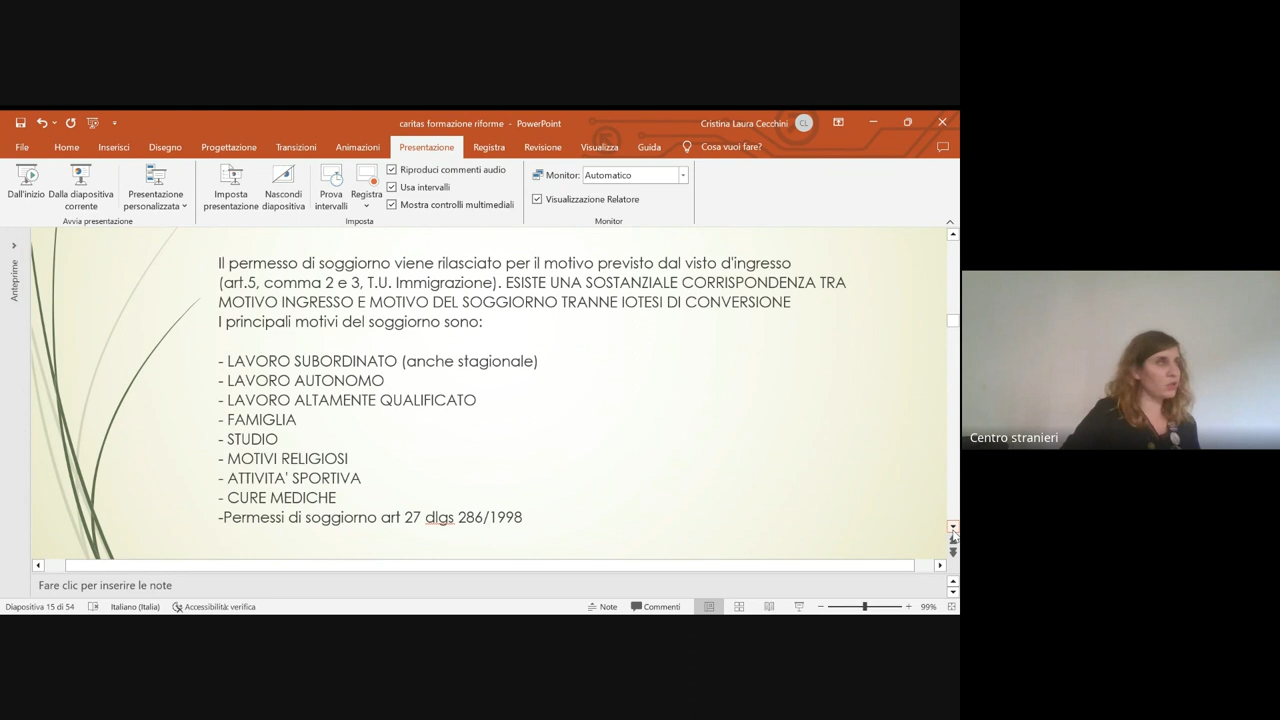 caritas formazione riforme - PowerPoint
Cristina Laura Cecchini
CL
File Home Inserisci Disegno Progettazione Transizioni Animazioni Presentazione Registra Revisione Visualizza Guida Cosa vuoi fare?
Dall'inizio
Dalla diapositiva corrente
Presentazione personalizzata
Avvia presentazione
Imposta presentazione
Nascondi diapositiva
Prova intervalli
Registra
Riproduci commenti audio
Usa intervalli
Mostra controlli multimediali
Imposta
Monitor: Automatico
Visualizzazione Relatore
Monitor
Anteprime
Il permesso di soggiorno viene rilasciato per il motivo previsto dal visto d'ingresso
(art.5, comma 2 e 3, T.U. Immigrazione). ESISTE UNA SOSTANZIALE CORRISPONDENZA TRA
MOTIVO INGRESSO E MOTIVO DEL SOGGIORNO TRANNE IOTESI DI CONVERSIONE
I principali motivi del soggiorno sono:
- LAVORO SUBORDINATO (anche stagionale)
- LAVORO AUTONOMO
- LAVORO ALTAMENTE QUALIFICATO
- FAMIGLIA
- STUDIO
- MOTIVI RELIGIOSI
- ATTIVITA' SPORTIVA
- CURE MEDICHE
-Permessi di soggiorno art 27 dlgs 286/1998
Fare clic per inserire le note
Diapositiva 15 di 54 Italiano (Italia) Accessibilità: verifica Note Commenti 99%
Centro stranieri